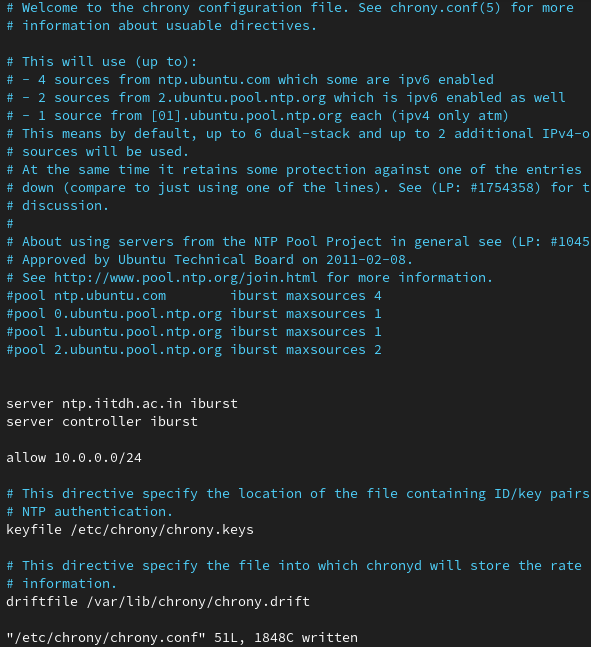 # Welcome to the chrony configuration file. See chrony.conf(5) for more
# information about usuable directives.
# This will use (up to):
# - 4 sources from ntp.ubuntu.com which some are ipv6 enabled
# - 2 sources from 2.ubuntu.pool.ntp.org which is ipv6 enabled as well
# - 1 source from [01].ubuntu.pool.ntp.org each (ipv4 only atm)
# This means by default, up to 6 dual-stack and up to 2 additional IPv4-o
# sources will be used.
# At the same time it retains some protection against one of the entries
# down (compare to just using one of the lines). See (LP: #1754358) for t
# discussion.
#
# About using servers from the NTP Pool Project in general see (LP: #1045
# Approved by Ubuntu Technical Board on 2011-02-08.
# See http://www.pool.ntp.org/join.html for more information.
#pool ntp.ubuntu.com        iburst maxsources 4
#pool 0.ubuntu.pool.ntp.org iburst maxsources 1
#pool 1.ubuntu.pool.ntp.org iburst maxsources 1
#pool 2.ubuntu.pool.ntp.org iburst maxsources 2
server ntp.iitdh.ac.in iburst
server controller iburst
allow 10.0.0.0/24
# This directive specify the location of the file containing ID/key pairs
# NTP authentication.
keyfile /etc/chrony/chrony.keys
# This directive specify the file into which chronyd will store the rate
# information.
driftfile /var/lib/chrony/chrony.drift
"/etc/chrony/chrony.conf" 51L, 1848C written